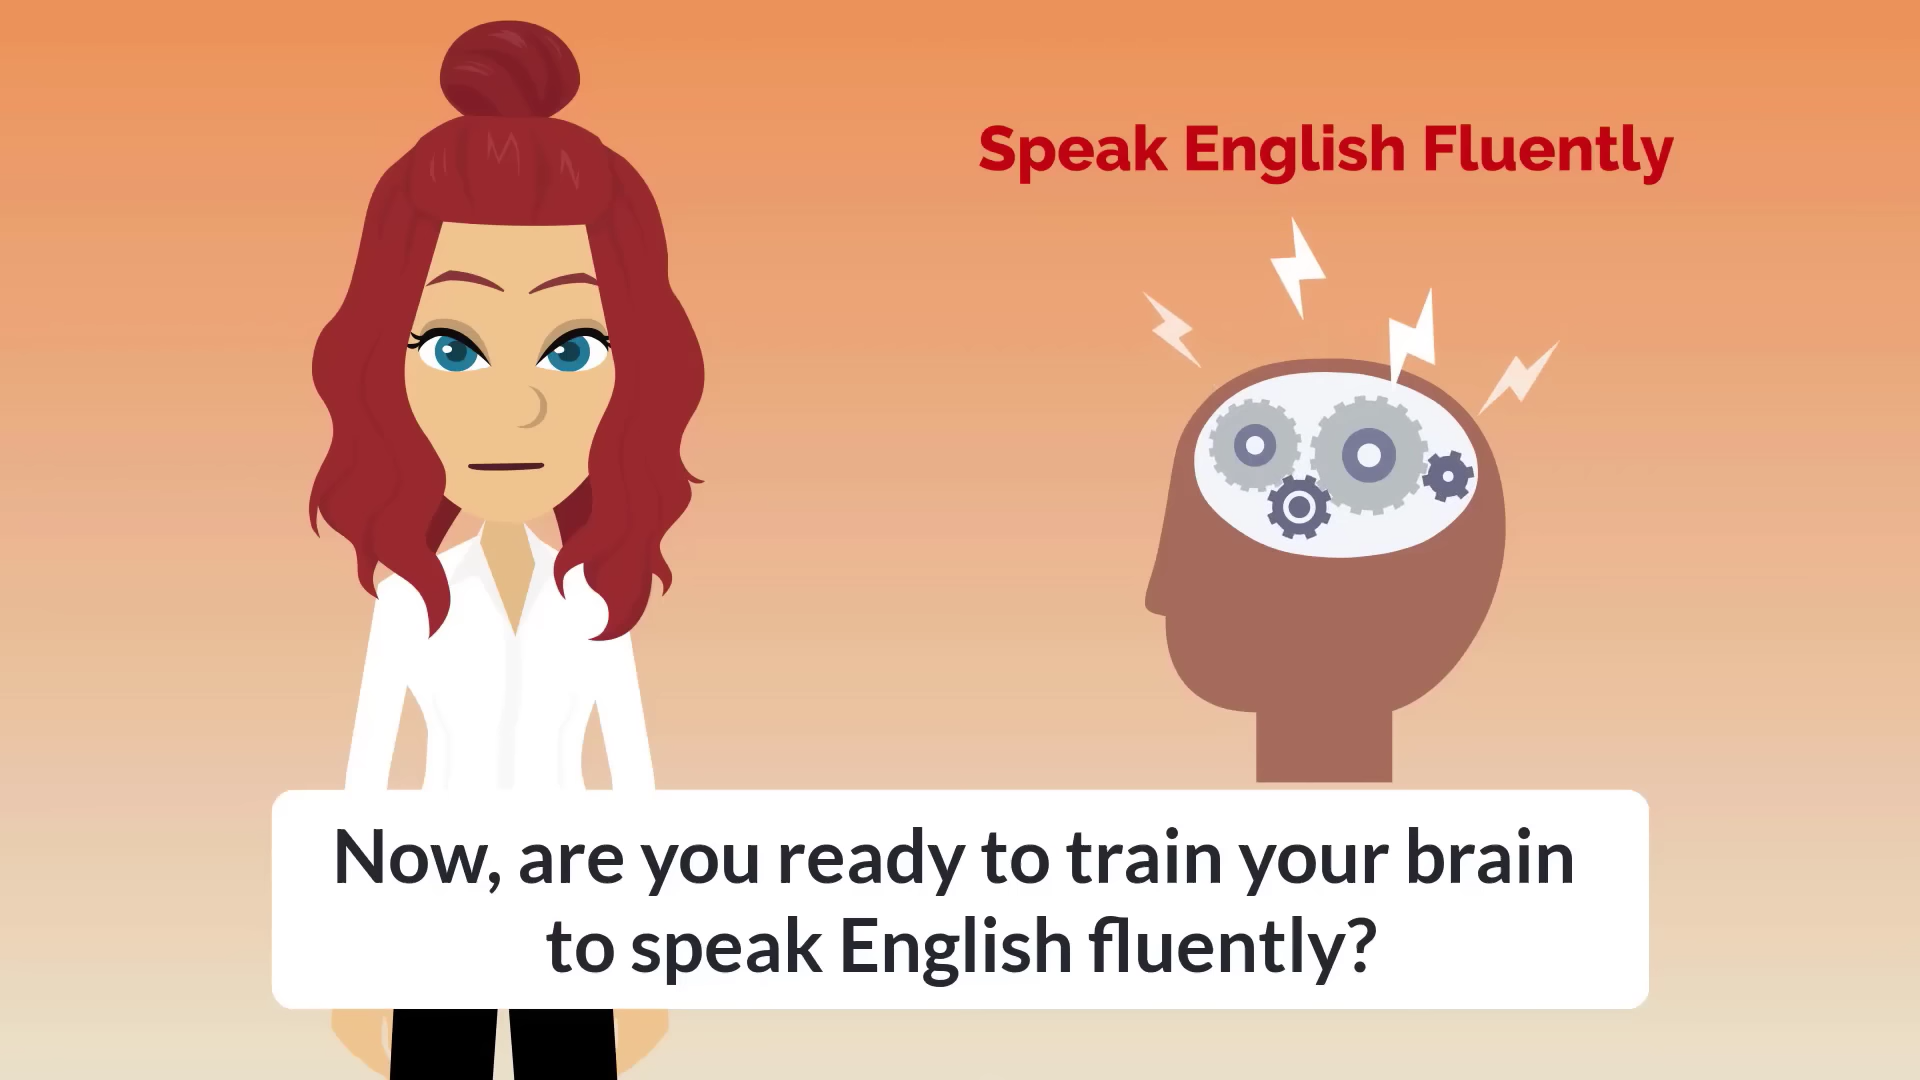 Speak English Fluently
Now, are you ready to train your brain
to speak English fluently?